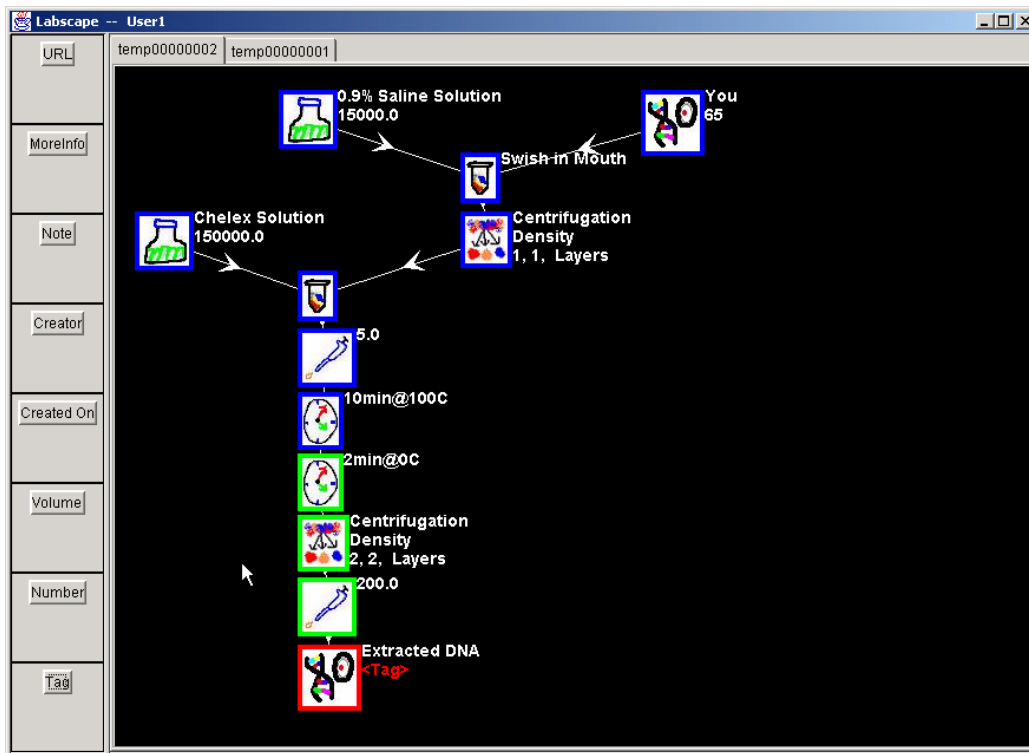 Labscape -- User1
URL
MoreInfo
Note
Creator
Created On
Volume
Number
Tag
temp00000002
temp00000001
0.9% Saline Solution
15000.0
You
65
Swish in Mouth
Chelex Solution
150000.0
Centrifugation
Density
1, 1, Layers
5.0
10min@100C
2min@0C
Centrifugation
Density
2, 2, Layers
200.0
Extracted DNA
<Tag>